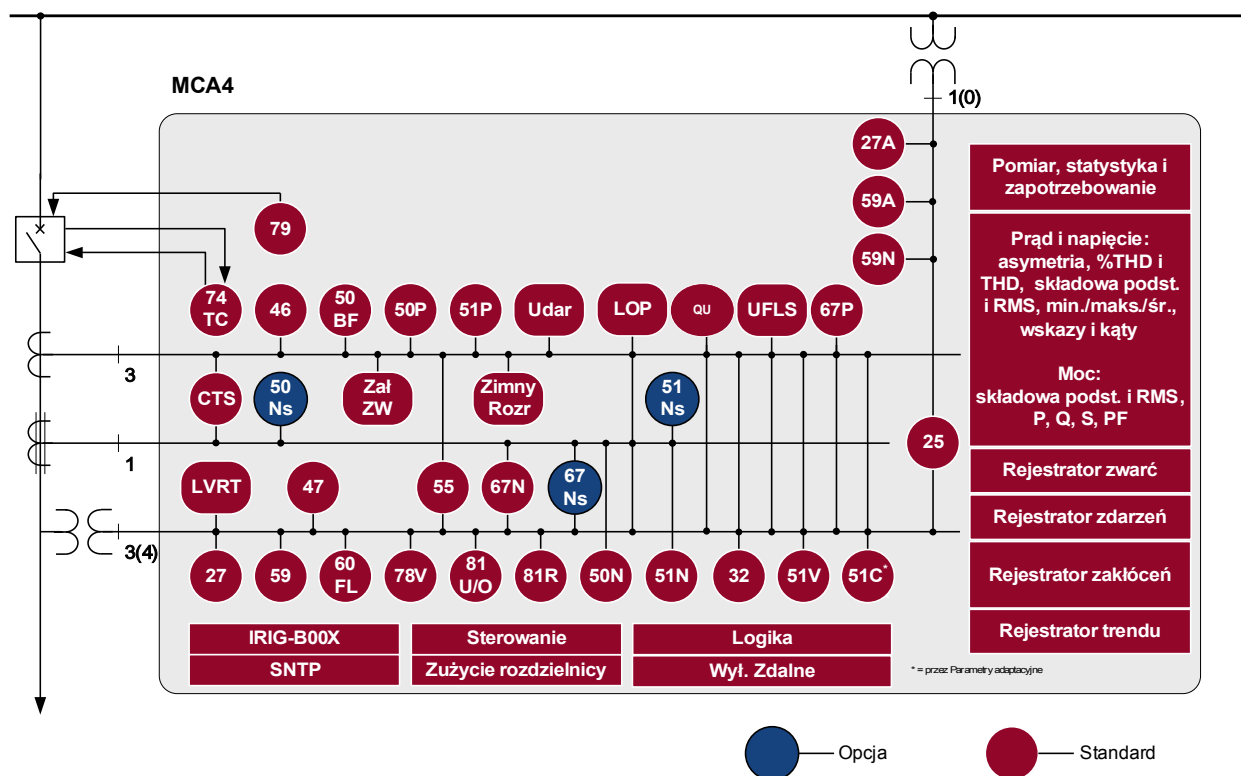 MCA4
1(0)
27A
59A
59N
79
74
TC
46
50
BF
50P
51P
Udar
LOP
QU
UFLS
67P
3
CTS
50
Ns
Zał
ZW
Zimny
Rozr
51
Ns
1
25
LVRT
47
55
67N
67
Ns
3(4)
27
59
60
FL
78V
81
U/O
81R
50N
51N
32
51V
51C*
Pomiar, statystyka i
zapotrzebowanie
Prąd i napięcie:
asymetria, %THD i
THD, składowa podst.
i RMS, min./maks./śr.,
wskazy i kąty
Moc:
składowa podst. i RMS,
P, Q, S, PF
Rejestrator zwarć
Rejestrator zdarzeń
Rejestrator zakłóceń
Rejestrator trendu
IRIG-B00X
SNTP
Sterowanie
Zużycie rozdzielnicy
Logika
Wył. Zdalne
* = przez Parametry adaptacyjne
Opcja
Standard